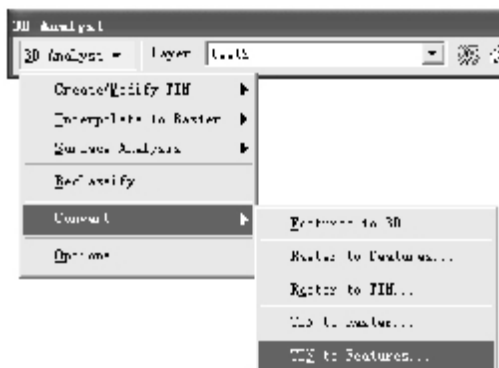 3D Analyst
3D Analyst Layer
Create/Modify TIN
Interpolate to Raster
Surface Analysis
Reclassify
Convert
Options
Features to 3D
Raster to Features...
Raster to TIN...
TIN to Raster...
TIN to Features...